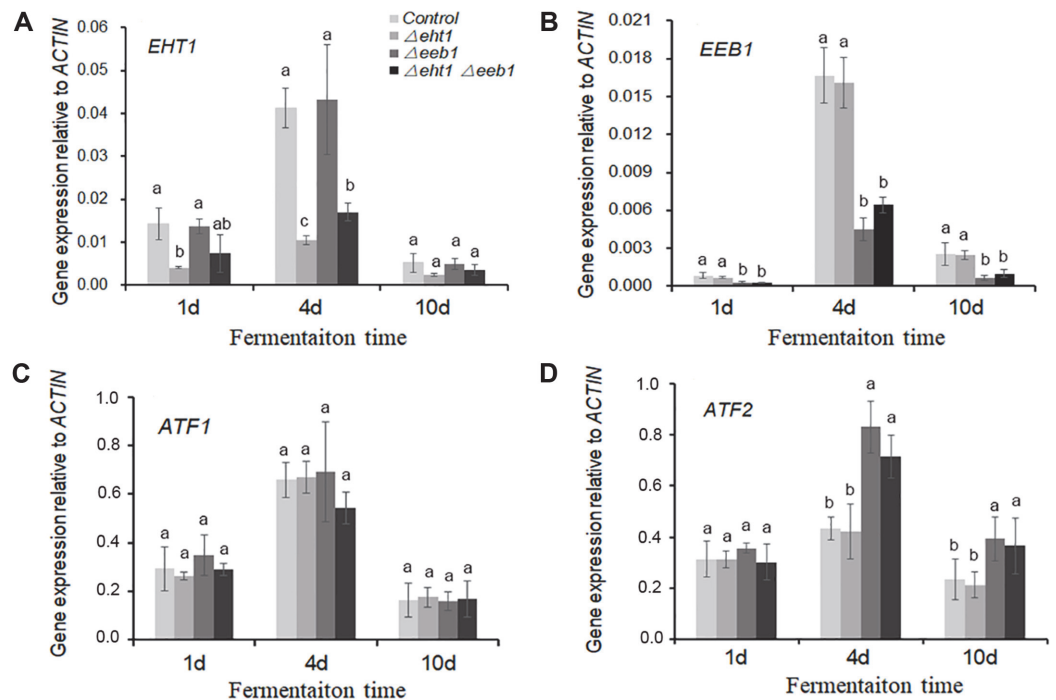 A
EHT1
Control
Δeht1
Δeeb1
Δeht1 Δeeb1
Gene expression relative to ACTIN
0.06
0.05
0.04
0.03
0.02
0.01
0.00
a
b
a
ab
a
c
a
b
a
a
a
a
1d
4d
10d
Fermentaiton time
B
EEB1
Gene expression relative to ACTIN
0.021
0.018
0.015
0.012
0.009
0.006
0.003
0.000
a
a
b
b
a
a
b
b
a
a
b
b
1d
4d
10d
Fermentaiton time
C
ATF1
Gene expression relative to ACTIN
1.0
0.8
0.6
0.4
0.2
0.0
a
a
a
a
a
a
a
a
a
a
a
a
1d
4d
10d
Fermentaiton time
D
ATF2
Gene expression relative to ACTIN
1.0
0.8
0.6
0.4
0.2
0.0
a
a
a
a
b
b
a
a
b
b
a
a
1d
4d
10d
Fermentaiton time